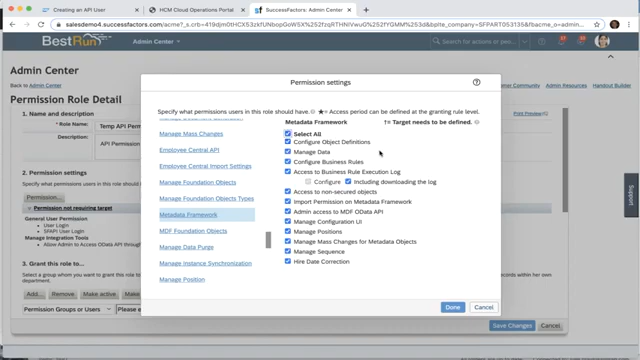 Creating an API User
HCM Cloud Operations Portal
SuccessFactors: Admin Center
BestRun
Admin Center
Search for actions or people
Admin Center
Back to Admin Center
Customer Community
Admin Resources
Handout Builder
Permission Role Detail
1. Name and description
* Role Name:
Temp API Perm
Description:
API Permission
Print Preview
2. Permission settings
Permission...
Permission not requiring target
General User Permission
User Login
SFAPI User Login
Manage Integration Tools
Allow Admin to Access OData API through
3. Grant this role to...
Select a group you want to grant this role to
records within her own
department.
Add...
Remove
Make active
Make
Permission Groups or Users
Please s
Save Changes
Cancel
Support
Permission settings
Specify what permissions users in this role should have. ★= Access period can be defined at the granting rule level.
Manage Mass Changes
Employee Central API
Employee Central Import Settings
Manage Foundation Objects
Manage Foundation Objects Types
Metadata Framework
MDF Foundation Objects
Manage Data Purge
Manage Instance Synchronization
Manage Position
Metadata Framework
†= Target needs to be defined.
Select All
Configure Object Definitions
Manage Data
Configure Business Rules
Access to Business Rule Execution Log
Configure
Including downloading the log
Access to non-secured objects
Import Permission on Metadata Framework
Admin access to MDF OData API
Manage Configuration UI
Manage Positions
Manage Mass Changes for Metadata Objects
Manage Sequence
Hire Date Correction
Done
Cancel